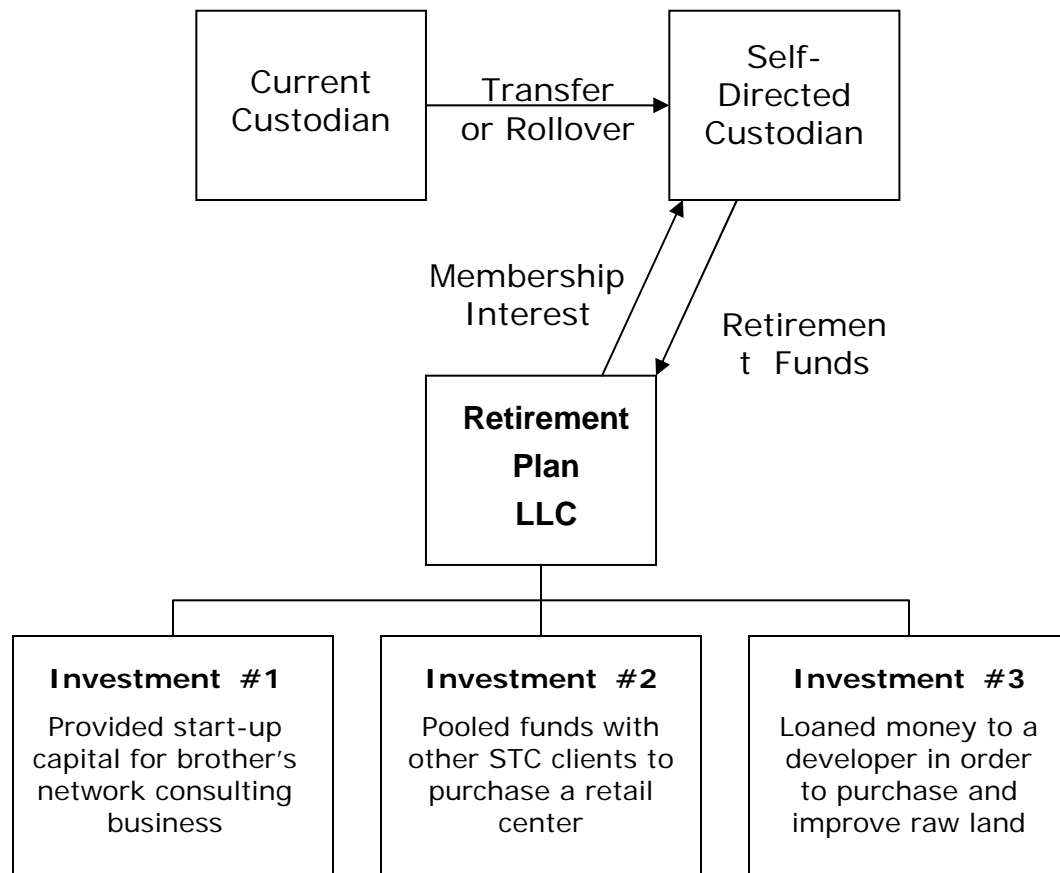 Current
Custodian
Transfer
or Rollover
Self-
Directed
Custodian
Membership
Interest
Retiremen
t Funds
Retirement
Plan
LLC
Investment #1
Provided start-up
capital for brother's
network consulting
business
Investment #2
Pooled funds with
other STC clients to
purchase a retail
center
Investment #3
Loaned money to a
developer in order
to purchase and
improve raw land